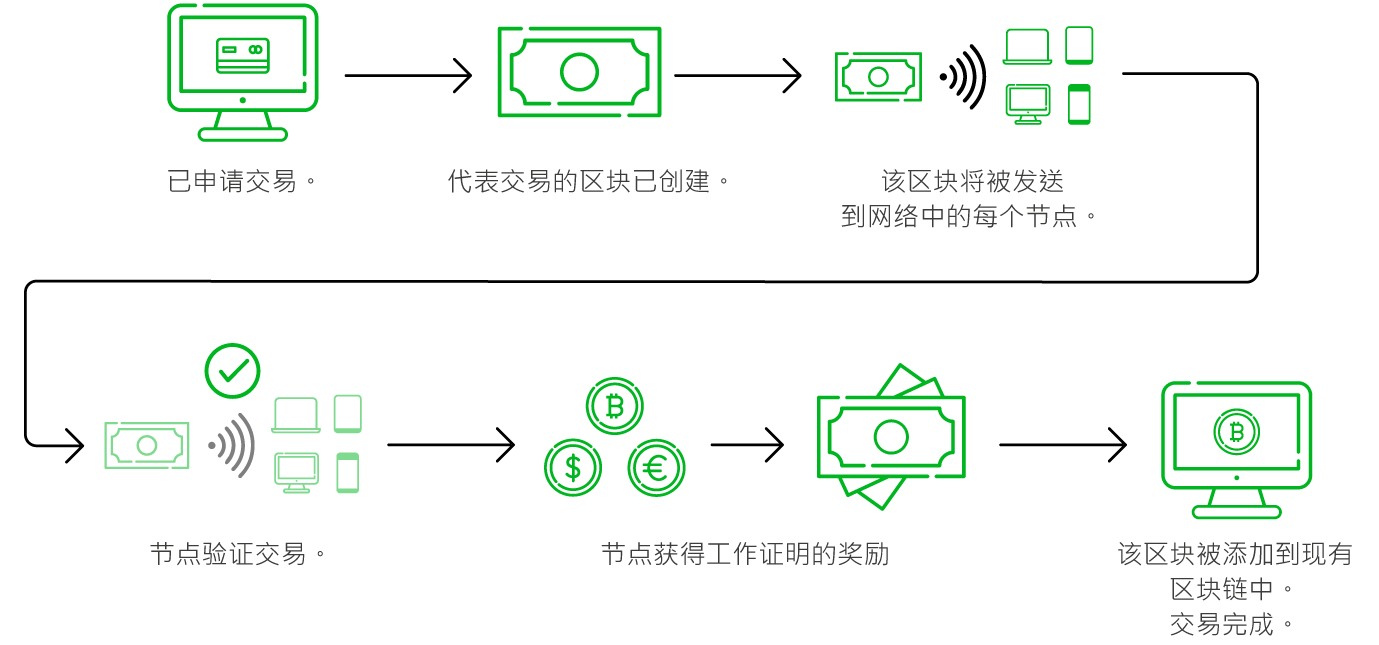 已申请交易。
代表交易的区块已创建。
该区块将被发送
到网络中的每个节点。
节点验证交易。
节点获得工作证明的奖励
该区块被添加到现有
区块链中。
交易完成。